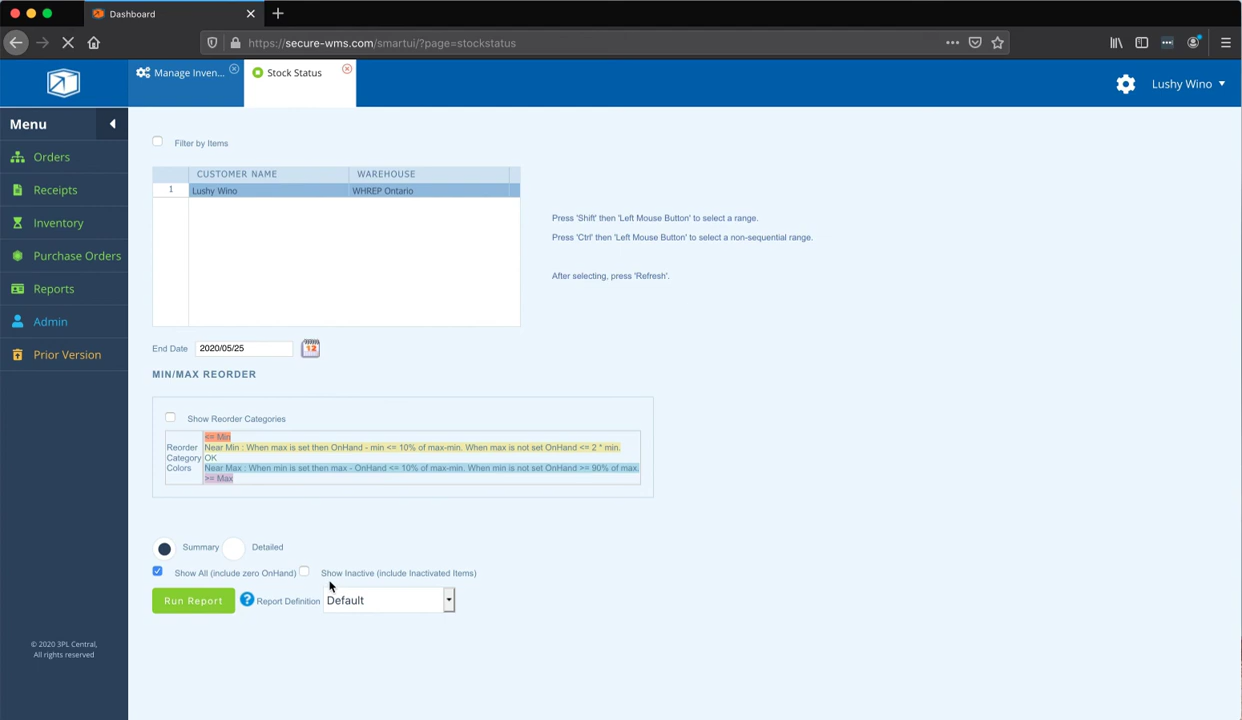 Dashboard
https://secure-wms.com/smartui/?page=stockstatus
Manage Inven...
Stock Status
Lushy Wino
Menu
Orders
Receipts
Inventory
Purchase Orders
Reports
Admin
Prior Version
© 2020 3PL Central,
All rights reserved
Filter by Items
CUSTOMER NAME WAREHOUSE
1 Lushy Wino WHREP Ontario
Press 'Shift' then 'Left Mouse Button' to select a range.
Press 'Ctrl' then 'Left Mouse Button' to select a non-sequential range.
After selecting, press 'Refresh'.
End Date 2020/05/25 12
MIN/MAX REORDER
Show Reorder Categories
Reorder Category Colors
<= Min
Near Min : When max is set then OnHand - min <= 10% of max-min. When max is not set OnHand <= 2 * min.
OK
Near Max : When min is set then max - OnHand <= 10% of max-min. When min is not set OnHand >= 90% of max.
>= Max
Summary Detailed
Show All (include zero OnHand) Show Inactive (include Inactivated Items)
Run Report ? Report Definition Default